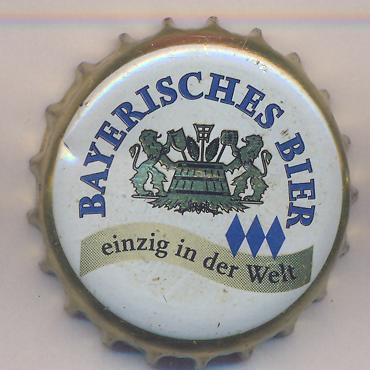 BAYERISCHES BIER
einzig in der Welt